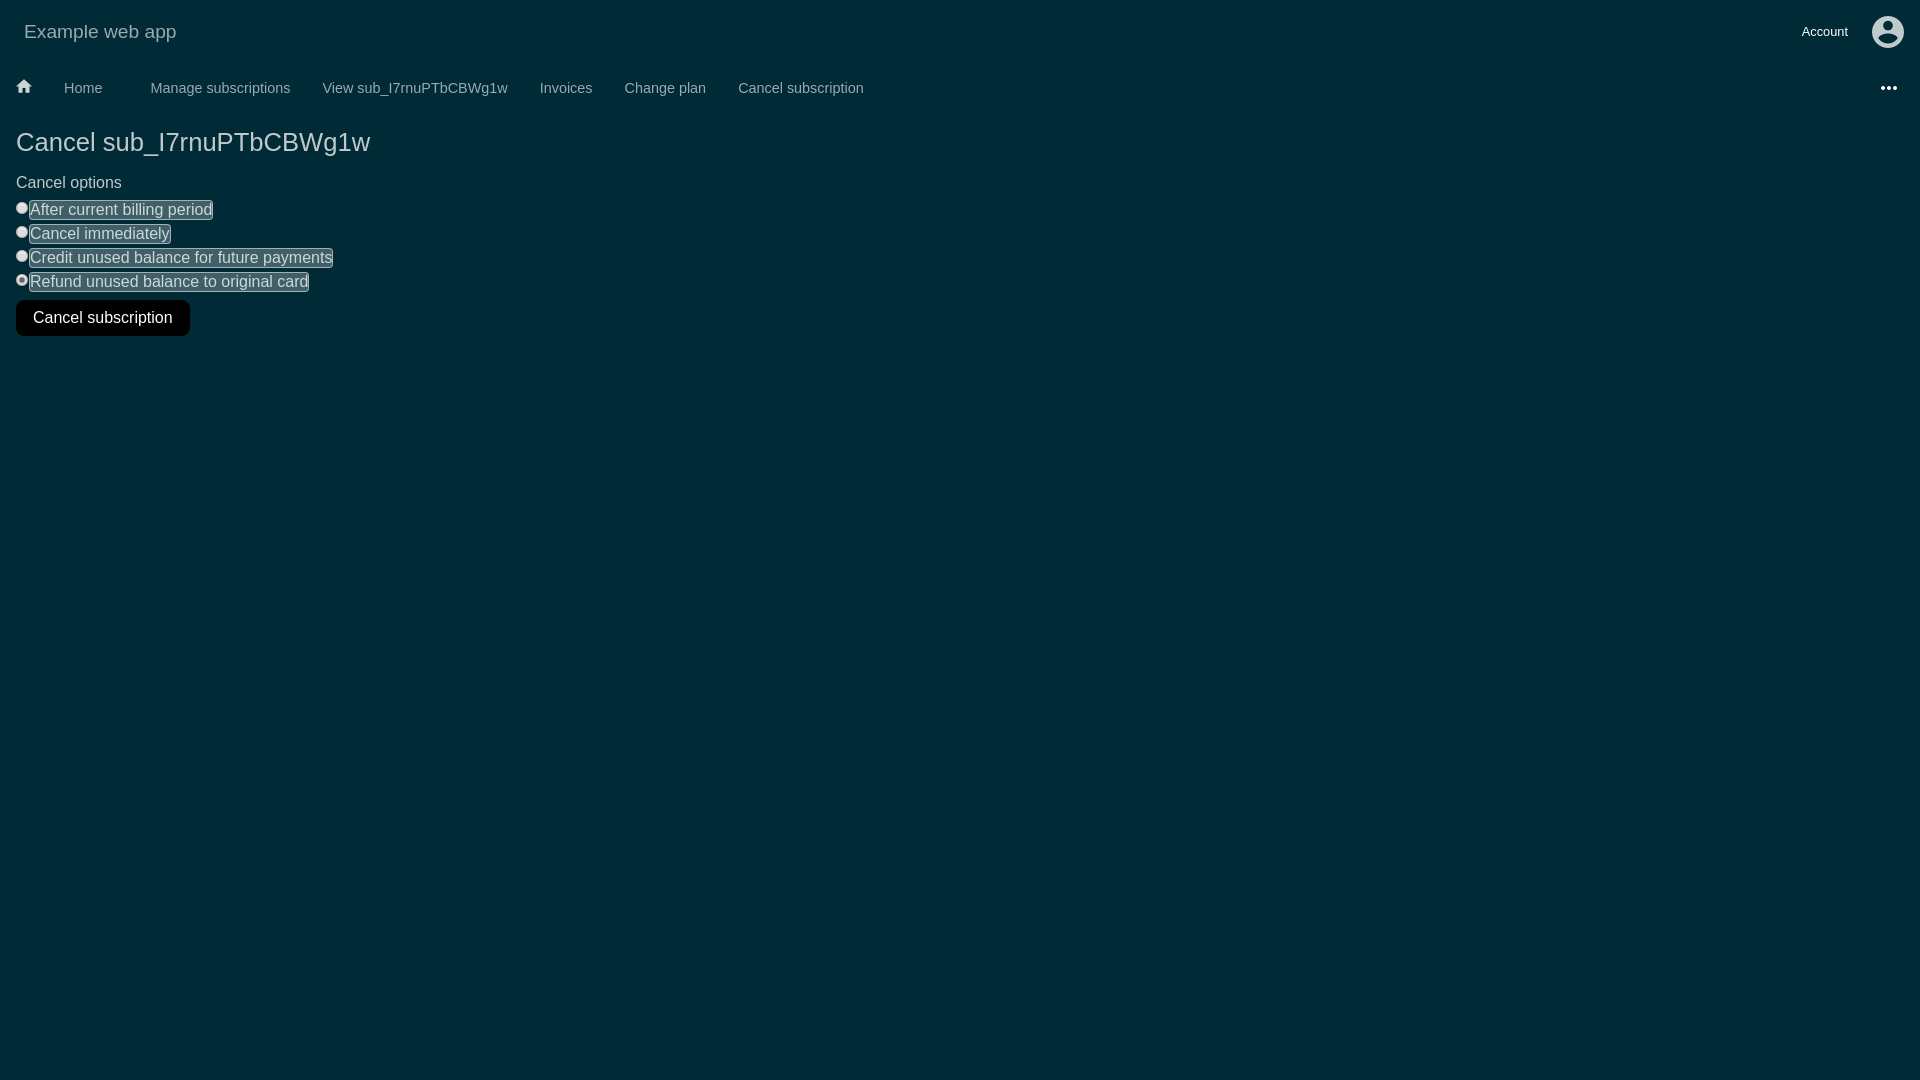 Example web app
Account
Home Manage subscriptions View sub_I7rnuPTbCBWg1w Invoices Change plan Cancel subscription
Cancel sub_I7rnuPTbCBWg1w
Cancel options
After current billing period
Cancel immediately
Credit unused balance for future payments
Refund unused balance to original card
Cancel subscription